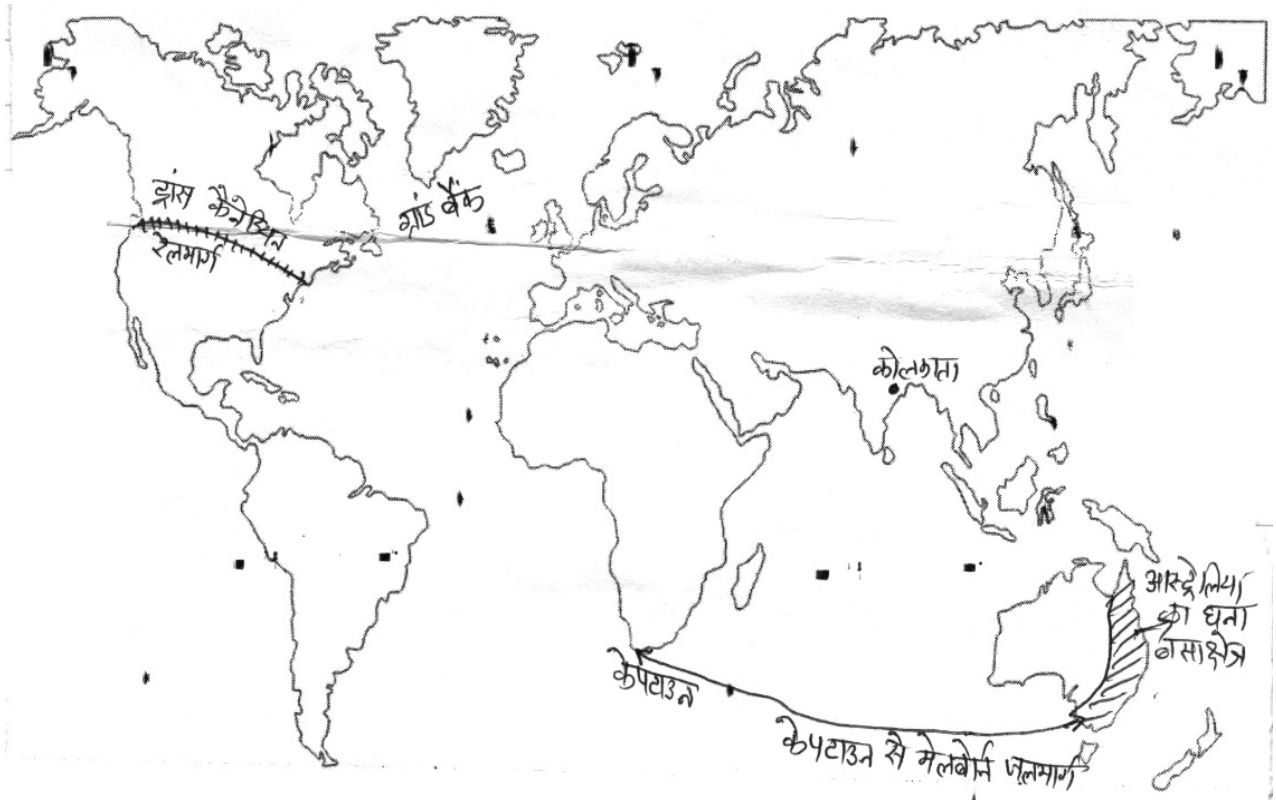 ट्रांस कैनेडियन
रेलमार्ग
ग्रांड बैंक
कोलकाता
आस्ट्रेलिया
का घना
बसा क्षेत्र
केपटाउन
केपटाउन से मेलबोर्न जलमार्ग